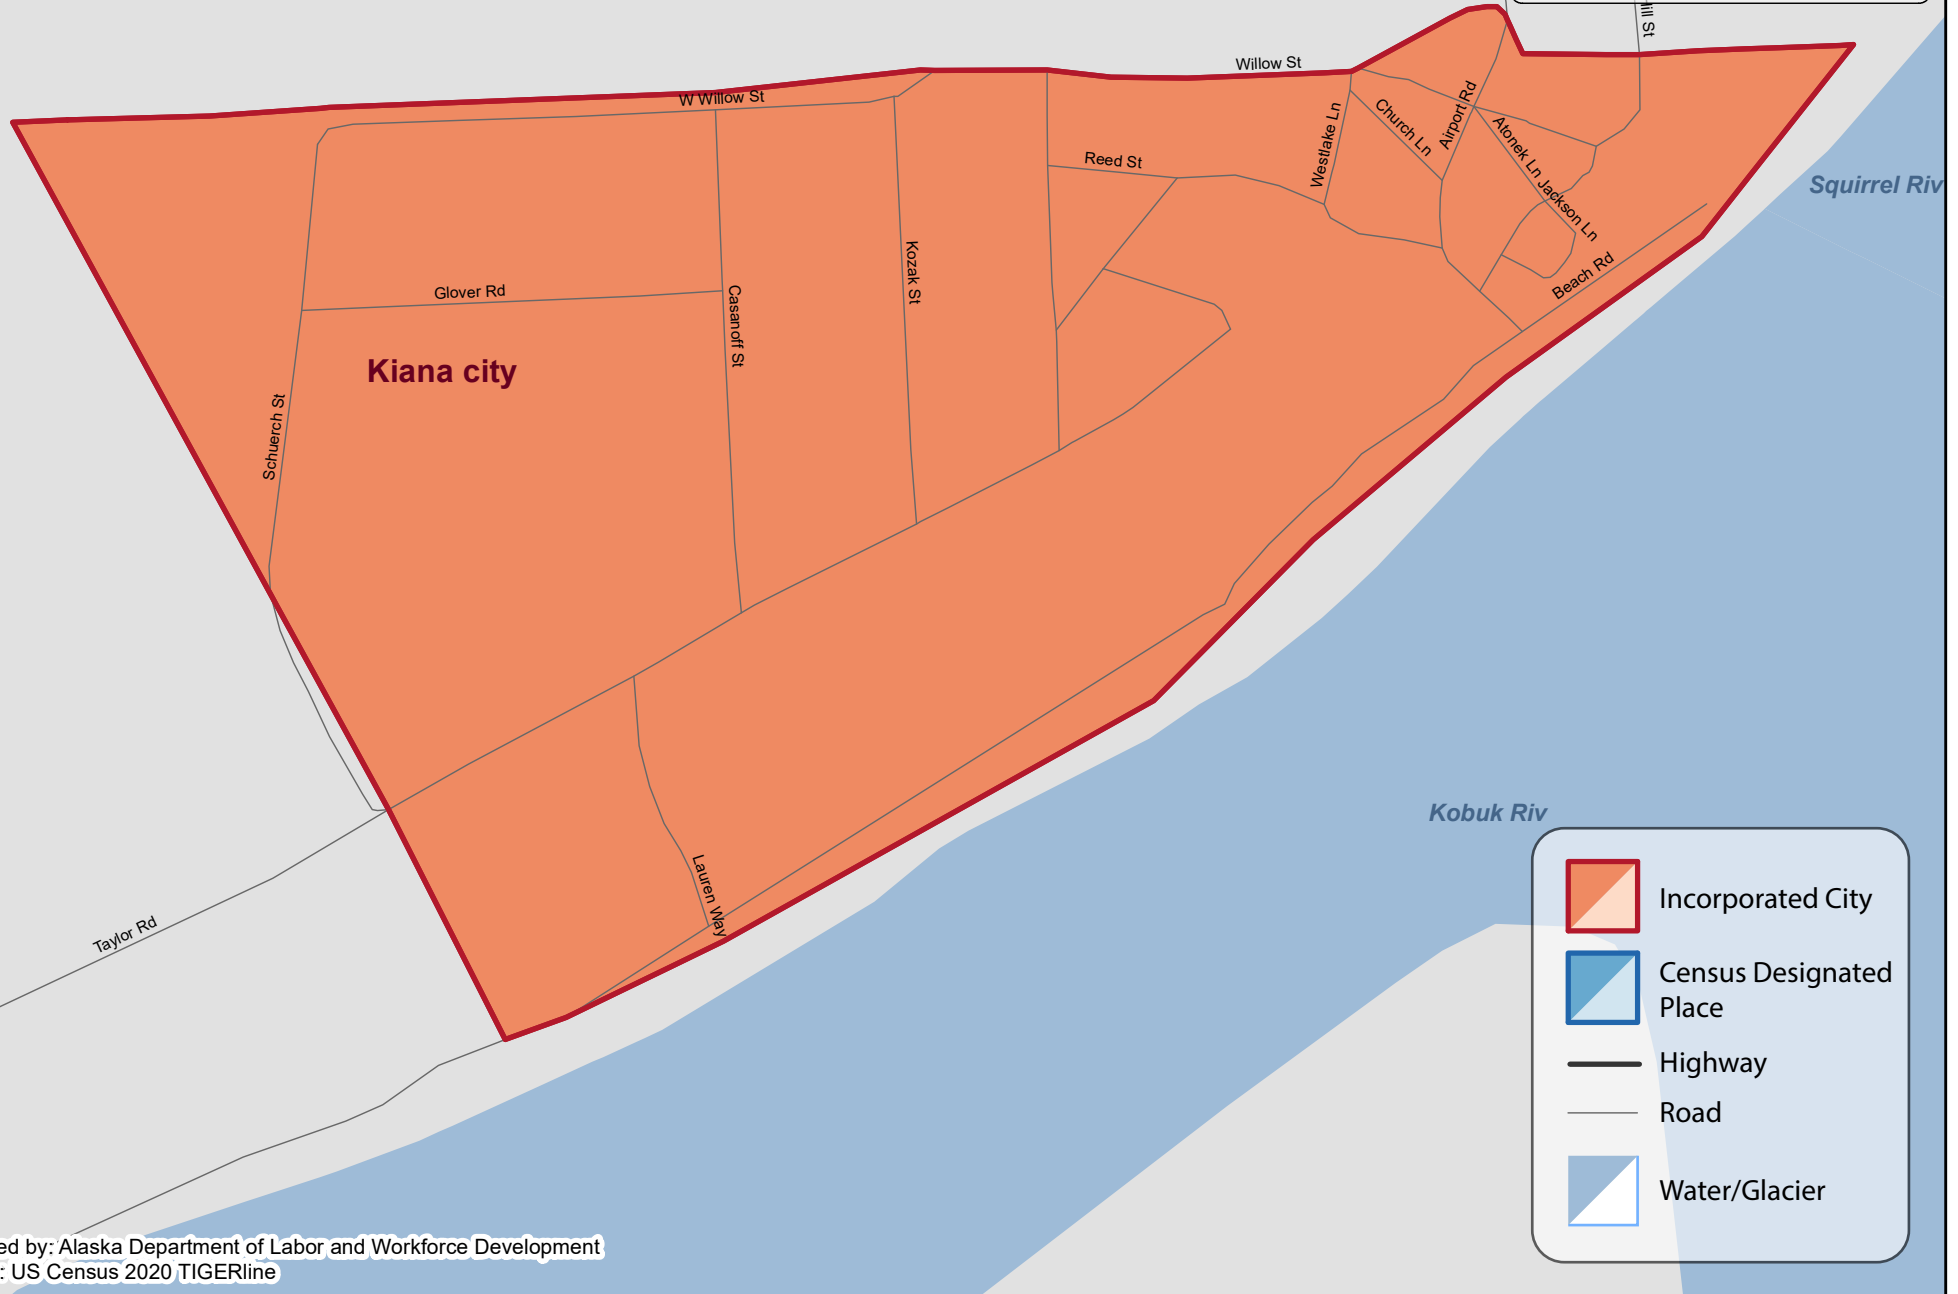 Willow St
W Willow St
Westlake Ln
Church Ln
Airport Rd
Atonek Ln
Jackson Ln
Reed St
Squirrel Riv
Kozak St
Beach Rd
Glover Rd
Casanoff St
Kiana city
Schuerch St
Kobuk Riv
Lauren Way
Taylor Rd
Incorporated City
Census Designated
Place
Highway
Road
Water/Glacier
ed by: Alaska Department of Labor and Workforce Development
: US Census 2020 TIGERline